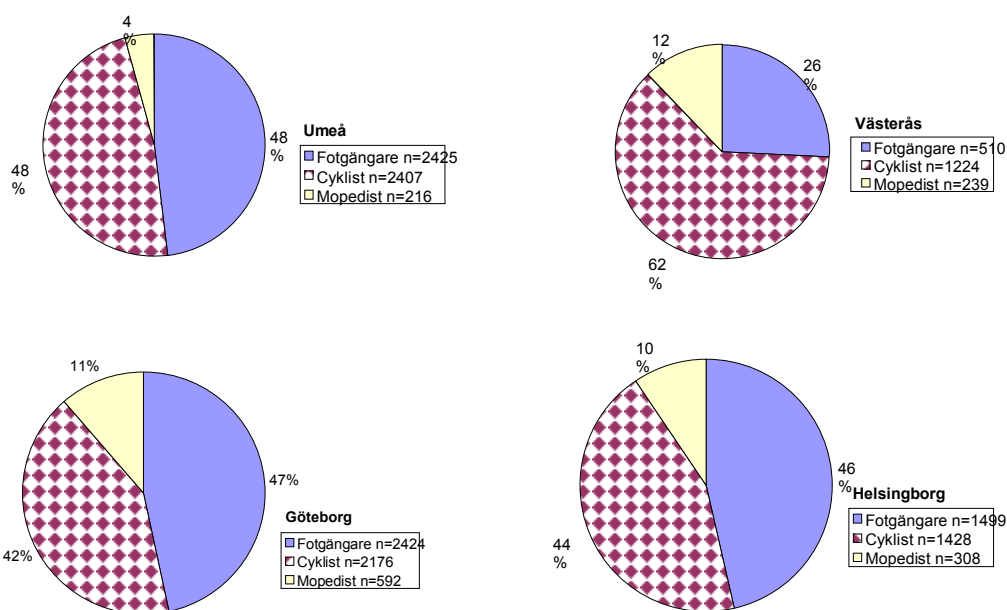 4
%
48
%
48
%
Umeå
Fotgängare n=2425
Cyklist n=2407
Mopedist n=216
12
%
26
%
62
%
Västerås
Fotgängare n=510
Cyklist n=1224
Mopedist n=239
11%
47%
42%
Göteborg
Fotgängare n=2424
Cyklist n=2176
Mopedist n=592
10
%
46
%
44
%
Helsingborg
Fotgängare n=1499
Cyklist n=1428
Mopedist n=308